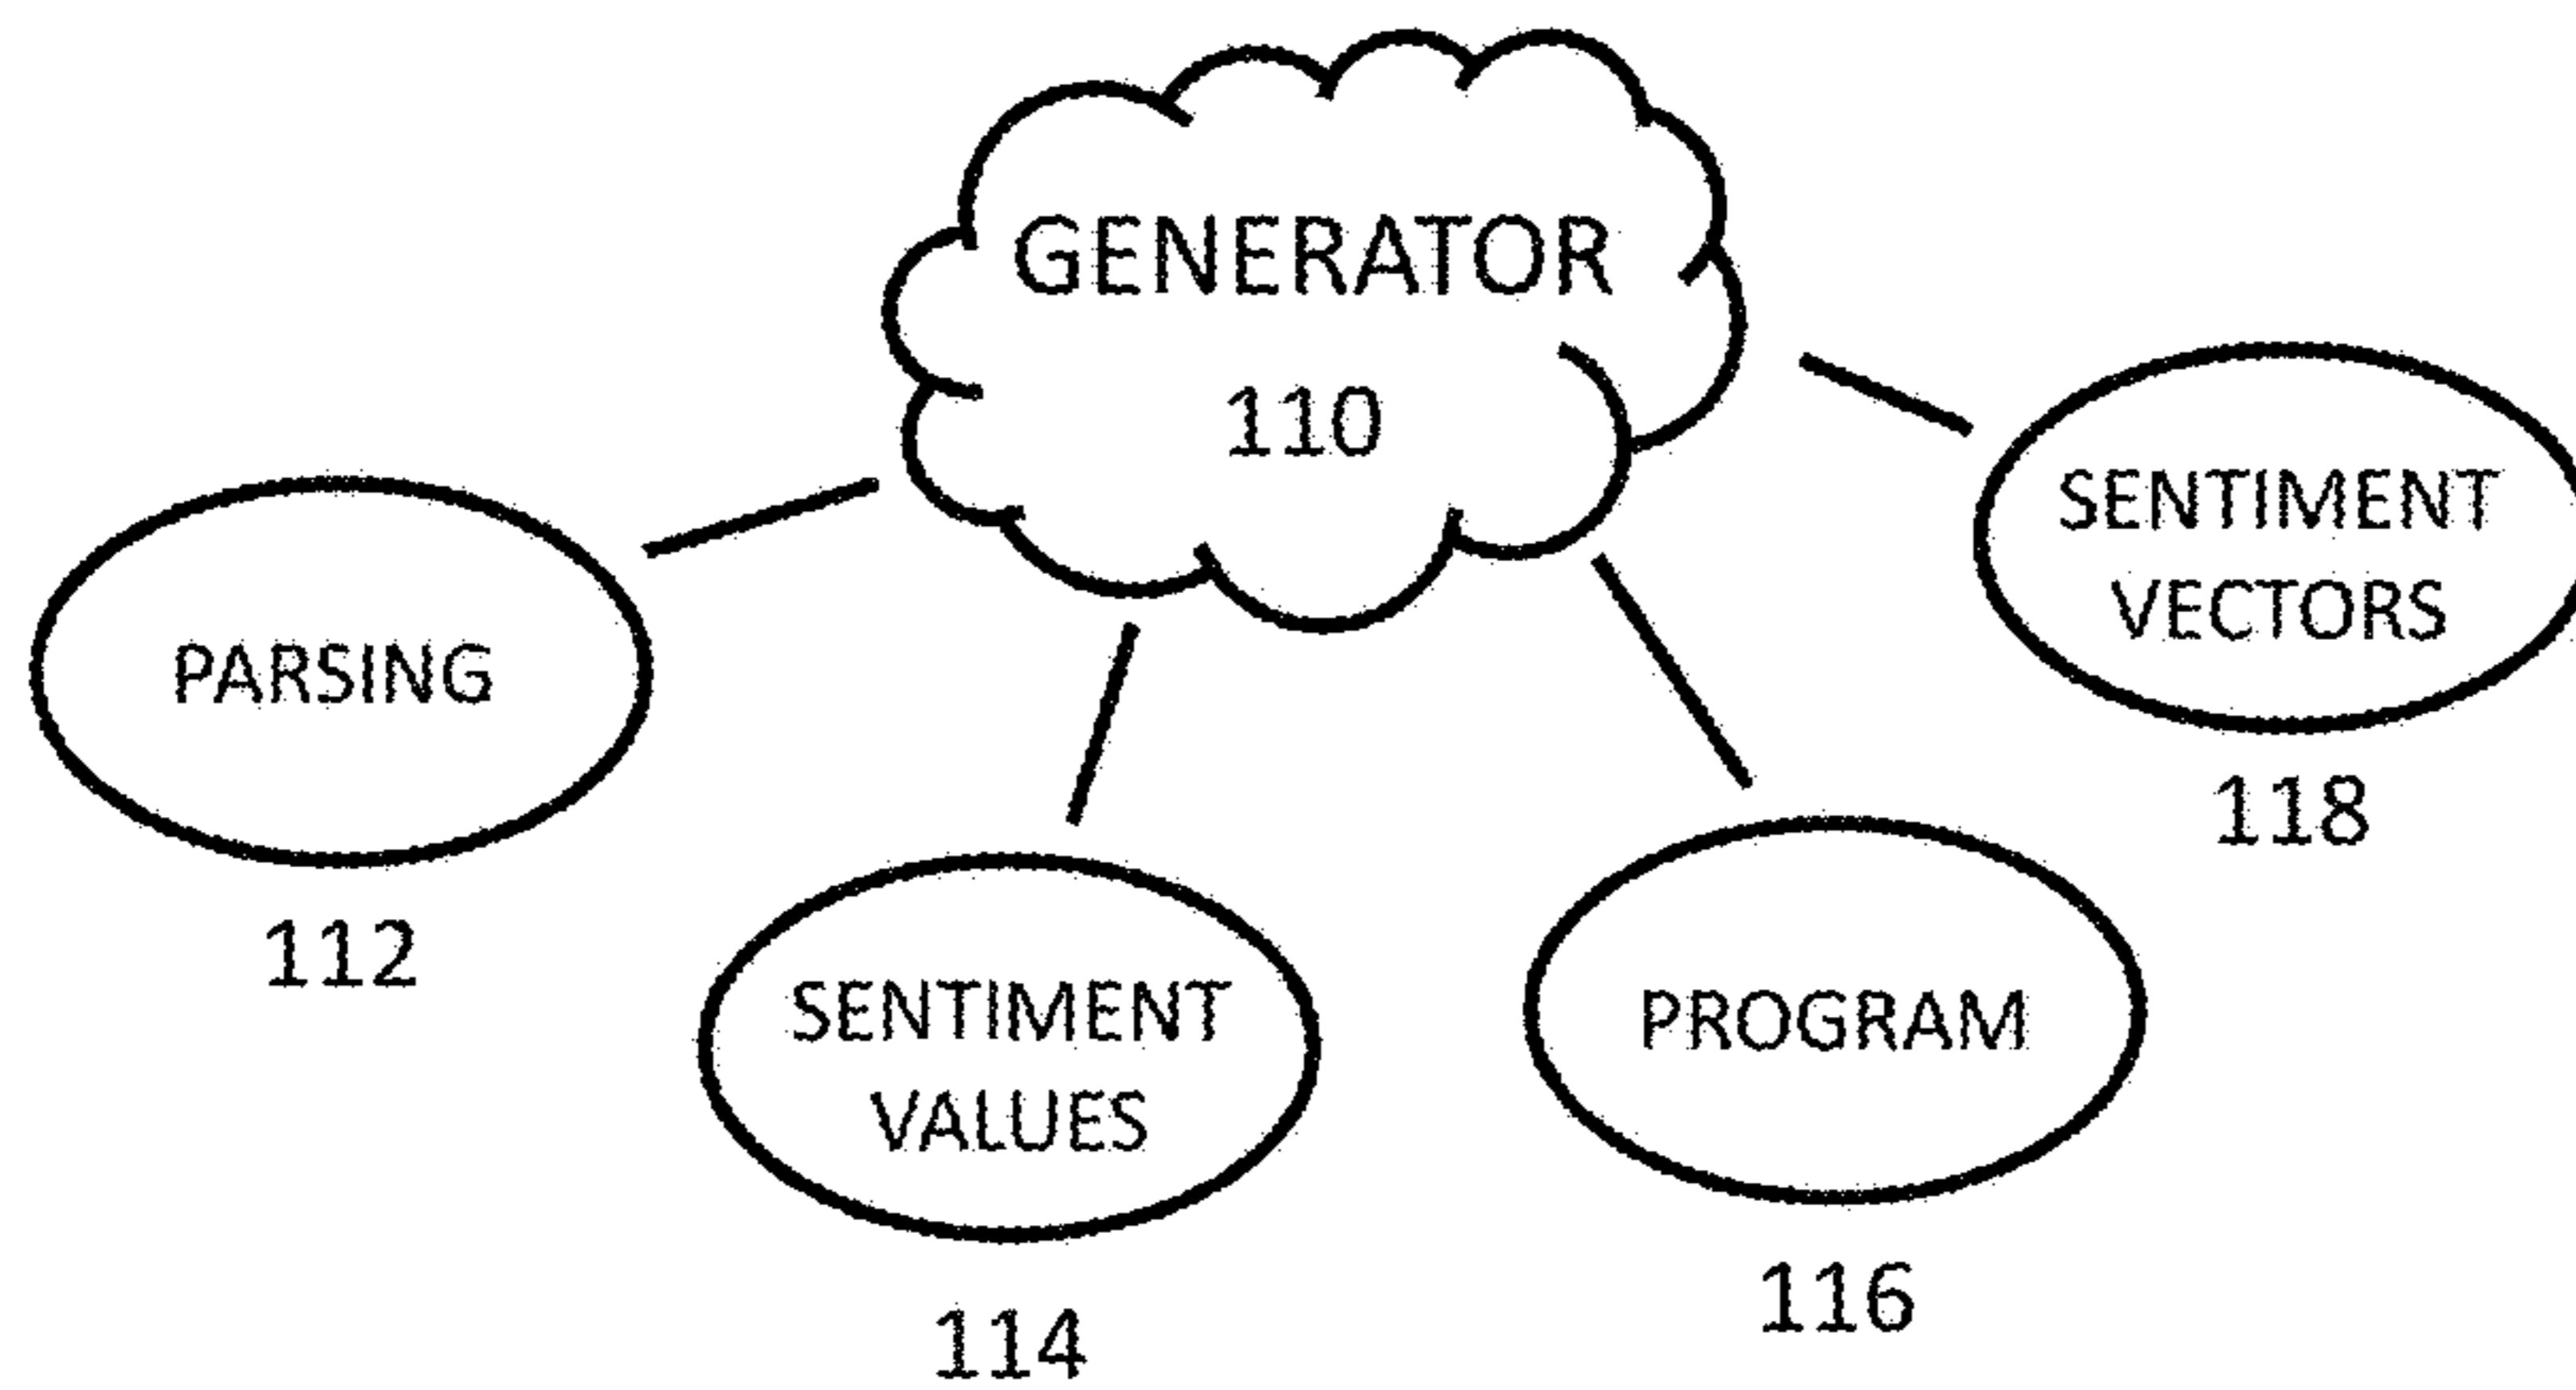 GENERATOR
110
PARSING
112
SENTIMENT
VALUES
114
PROGRAM
116
SENTIMENT
VECTORS
118